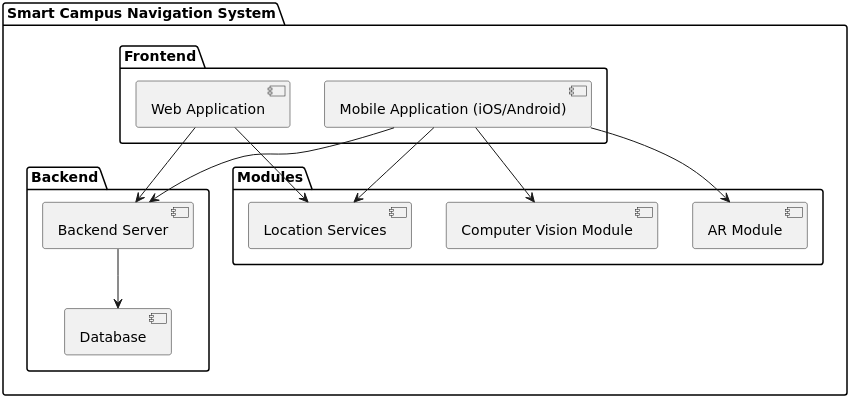 Smart Campus Navigation System
Frontend
Web Application
Mobile Application (iOS/Android)
Backend
Modules
Backend Server
Location Services
Computer Vision Module
AR Module
Database